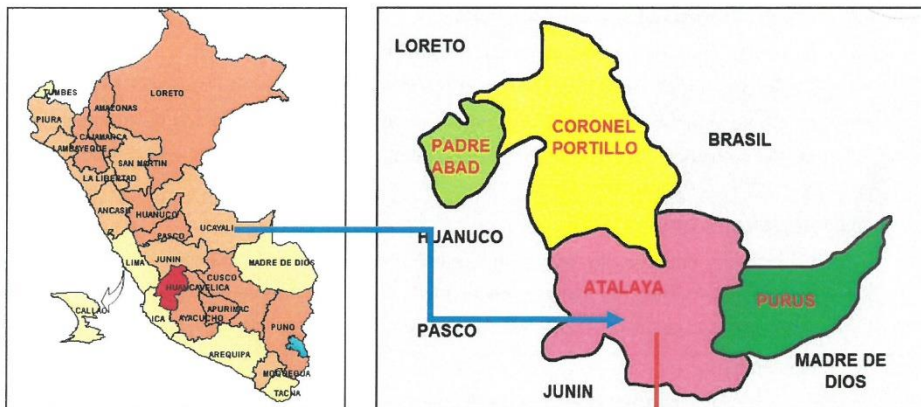 TUMBES
PIURA
LAMBAYEQUE
AMAZONAS
CAJAMARCA
LORETO
SAN MARTIN
LA LIBERTAD
ANCASH
HUANUCO
UCAYALI
PASCO
LIMA
JUNIN
MADRE DE DIOS
CUSCO
HUANCAVELICA
CALLAO
APURIMAC
ICA
AYACUCHO
PUNO
AREQUIPA
MOQUEGUA
TACNA
LORETO
PADRE
ABAD
CORONEL
PORTILLO
BRASIL
HUANUCO
ATALAYA
PURUS
PASCO
MADRE DE
DIOS
JUNIN